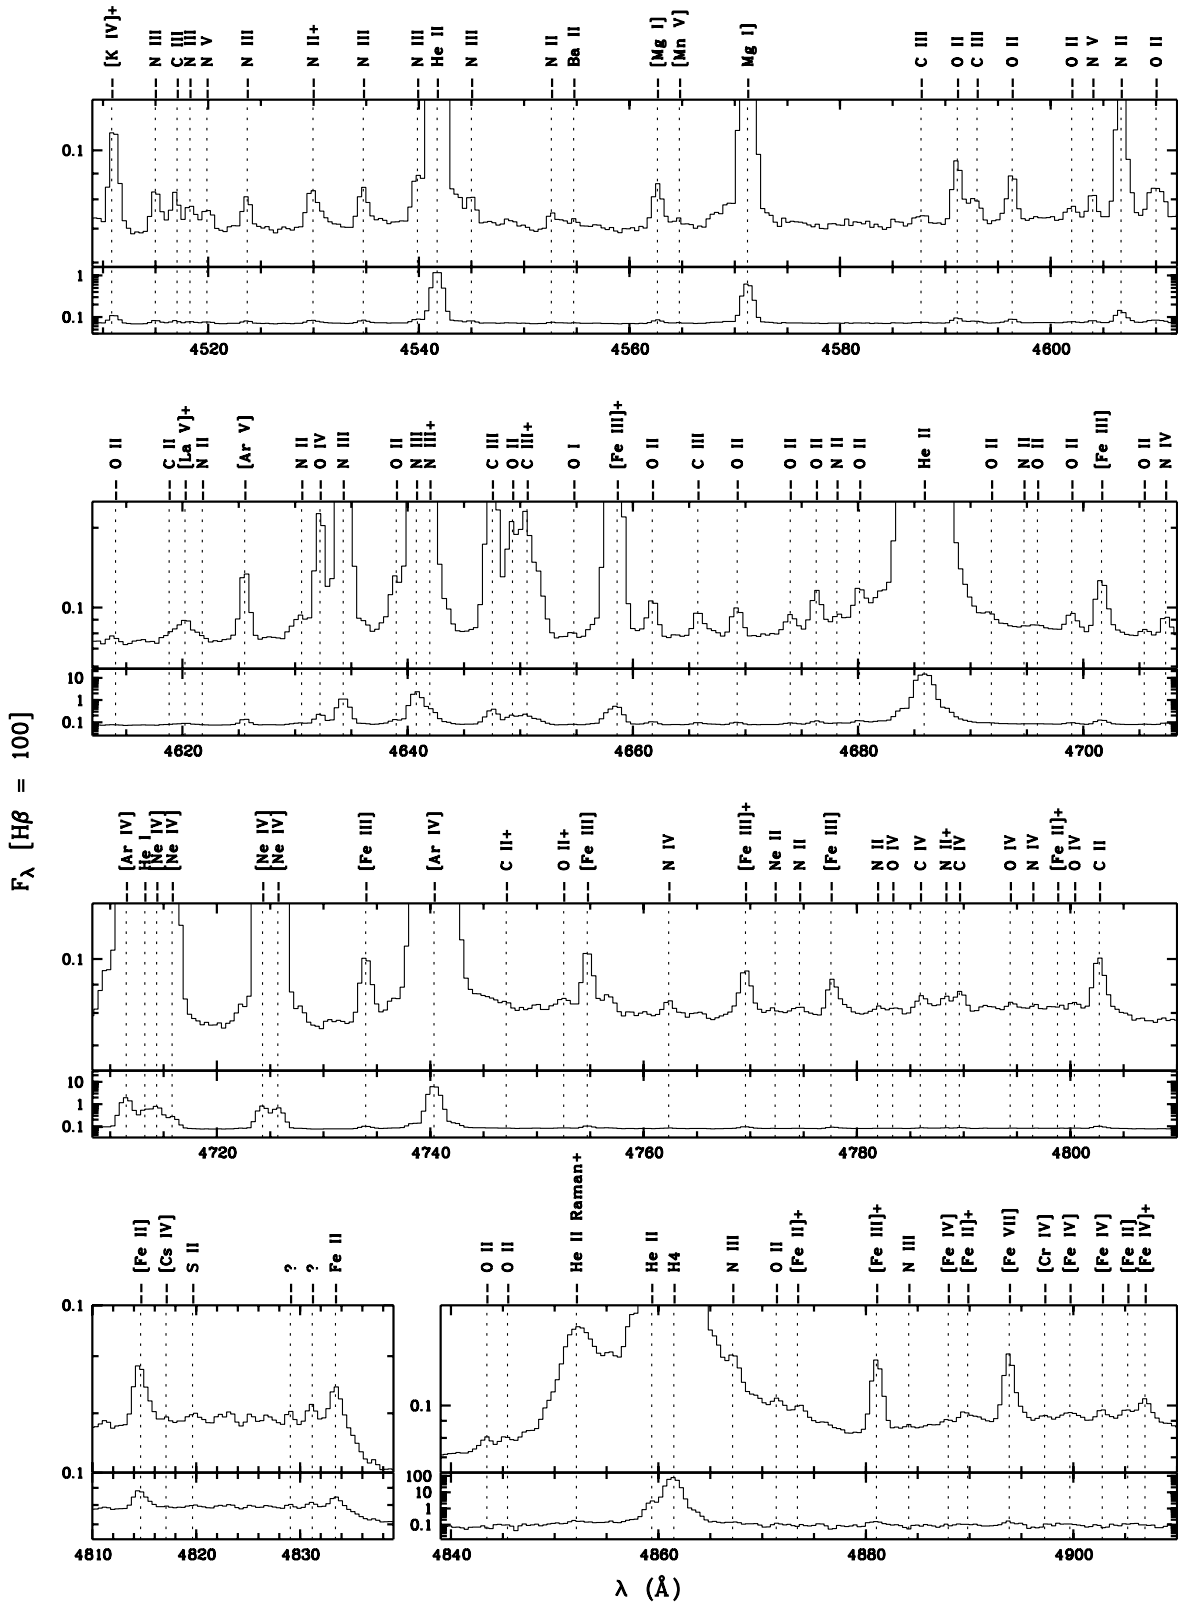 [K IV]+ N III C III N III N V N III N II+ N III N III He II N III N II Ba II [Mg I] [Mn V] Mg I] C III O II C III O II O II N V N II O II
0.1
1
0.1
4520 4540 4560 4580 4600
O II C II [La V]+ N II [Ar V] N II O IV N III O II N III N III+ C III O II C III+ O I [Fe III]+ O II C III O II O II O II N II O II He II O II N II O II O II [Fe III] O II N IV
0.1
10
1
0.1
4620 4640 4660 4680 4700
[Ar IV] He I [Ne IV] [Ne IV] [Ne IV] [Ne IV] [Fe III] [Ar IV] C II+ O II+ [Fe III] N IV [Fe III]+ Ne II N II [Fe III] N II O IV C IV N II+ C IV O IV N IV [Fe II]+ O IV C II
0.1
10
1
0.1
4720 4740 4760 4780 4800
[Fe II] [Cs IV] S II ? ? Fe II
0.1
0.1
4810 4820 4830
O II O II He II Raman+ He II H4 N III O II [Fe II]+ [Fe III]+ N III [Fe IV] [Fe II]+ [Fe VII] [Cr IV] [Fe IV] [Fe IV] [Fe II] [Fe IV]+
0.1
100
10
1
0.1
4840 4860 4880 4900
Fλ [Hβ = 100]
λ (Å)